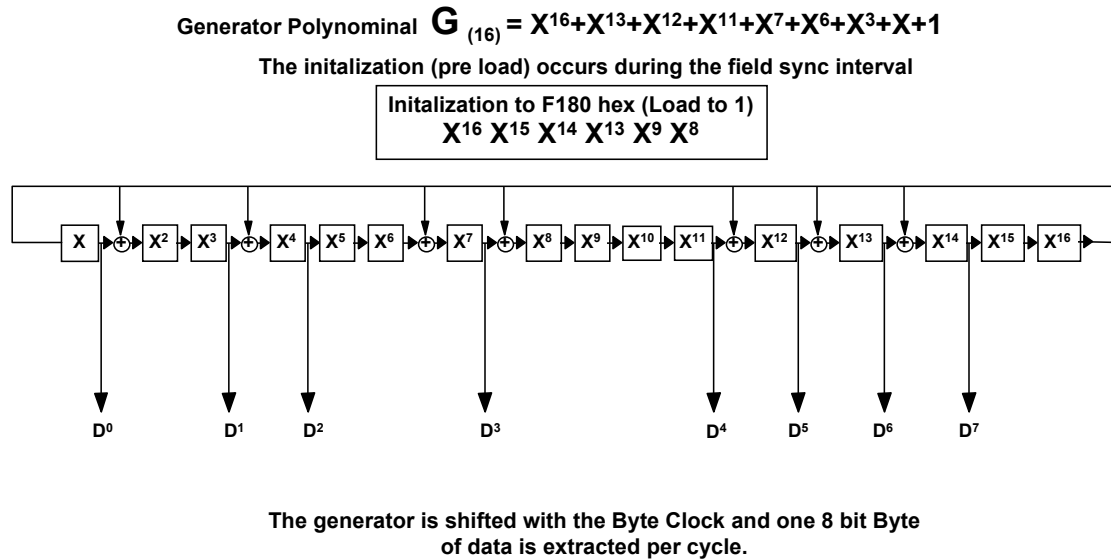 Generator Polynominal G (16) = X¹⁶+X¹³+X¹²+X¹¹+X⁷+X⁶+X³+X+1
The initalization (pre load) occurs during the field sync interval
Initalization to F180 hex (Load to 1)
X¹⁶ X¹⁵ X¹⁴ X¹³ X⁹ X⁸
X + X² X³ + X⁴ X⁵ X⁶ + X⁷ + X⁸ X⁹ X¹⁰ X¹¹ + X¹² + X¹³ + X¹⁴ X¹⁵ X¹⁶
D⁰ D¹ D² D³ D⁴ D⁵ D⁶ D⁷
The generator is shifted with the Byte Clock and one 8 bit Byte
of data is extracted per cycle.